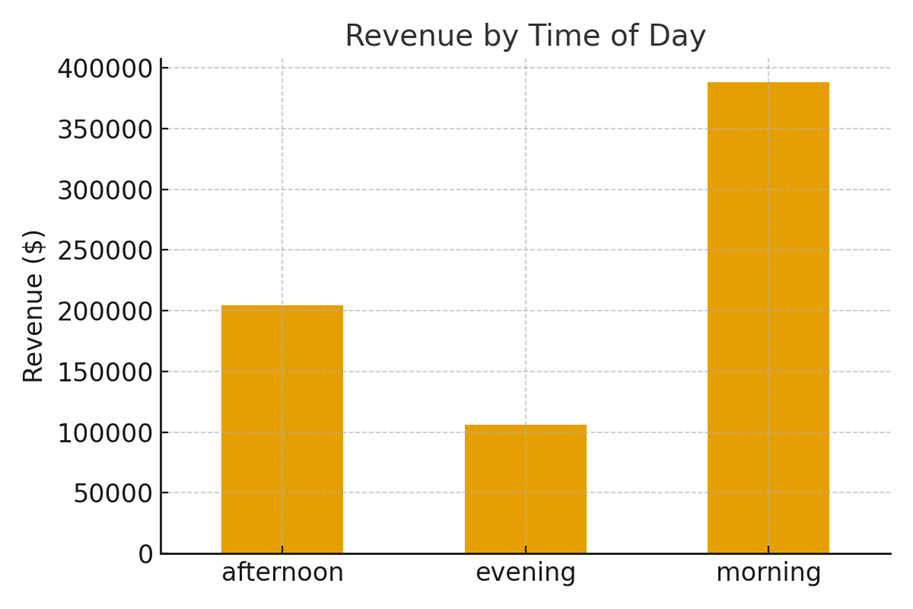 Revenue by Time of Day
Revenue ($)
400000
350000
300000
250000
200000
150000
100000
50000
0
afternoon
evening
morning